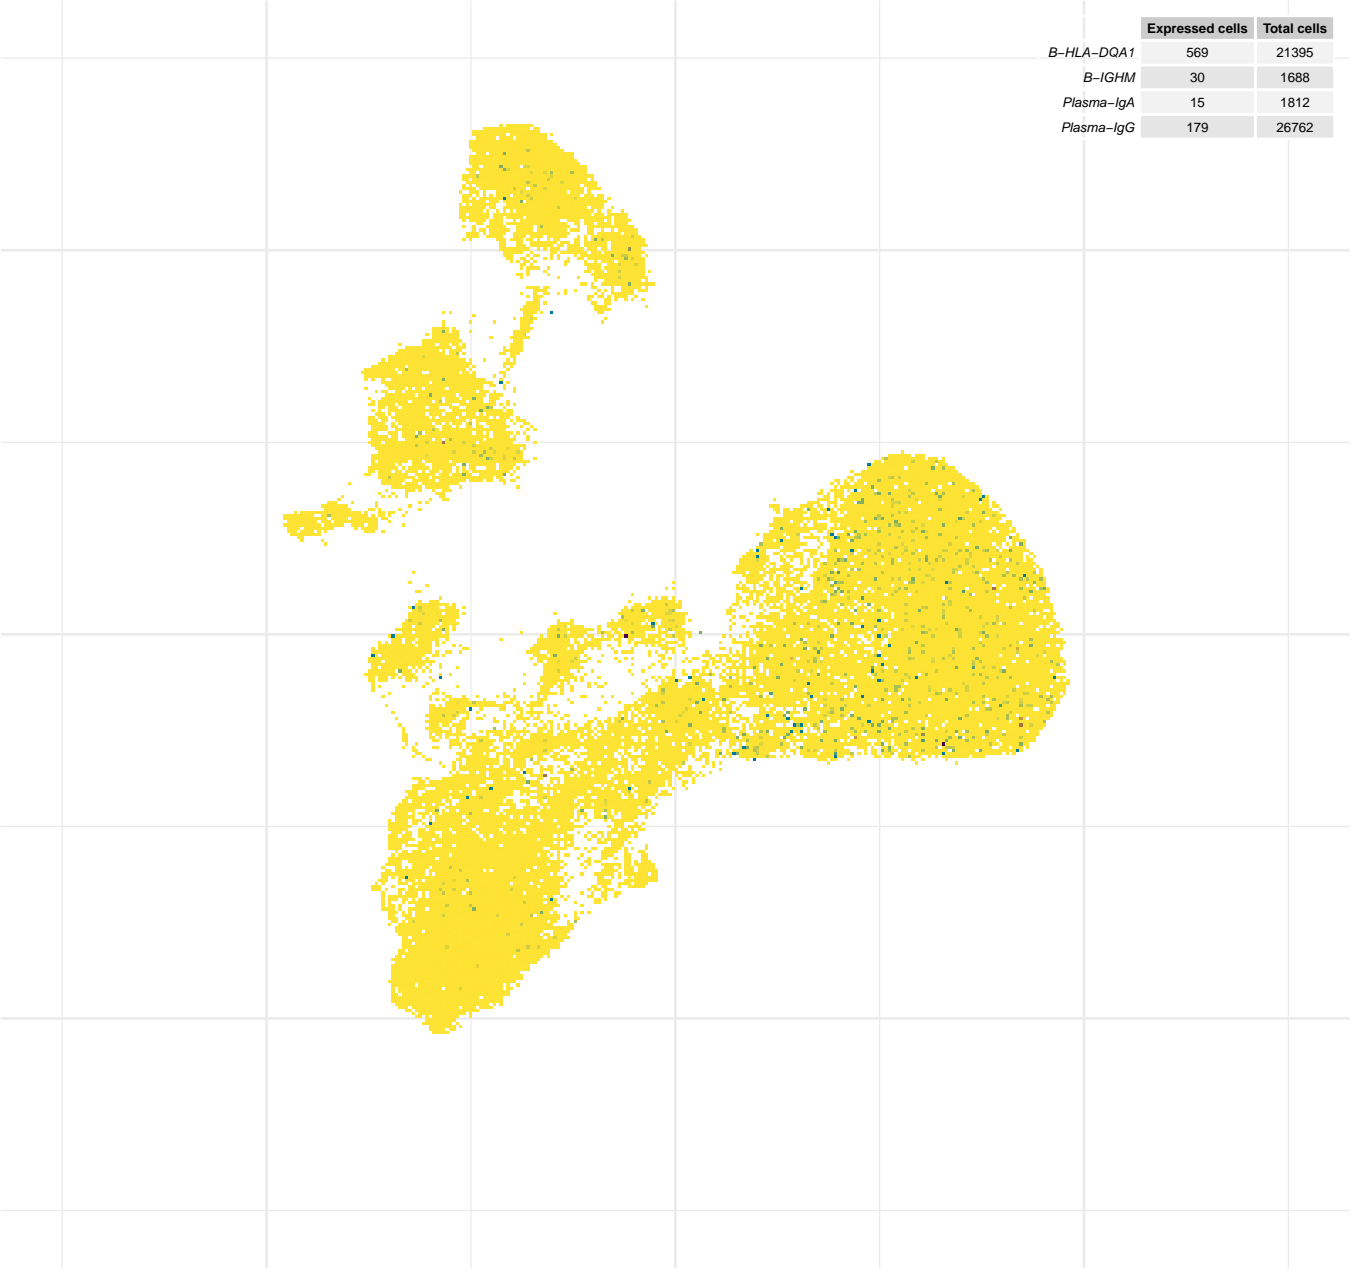 Expressed cells Total cells
B−HLA−DQA1 569 21395
B−IGHM 30 1688
Plasma−IgA 15 1812
Plasma−IgG 179 26762